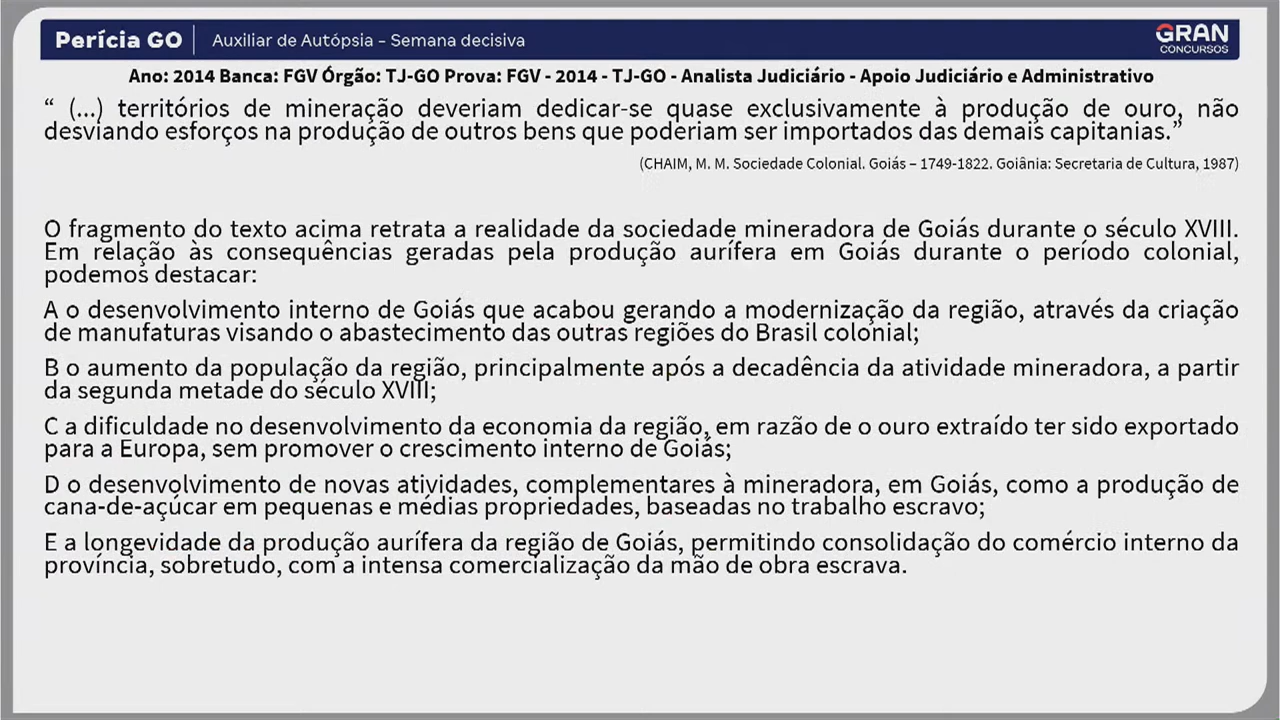 Perícia GO
Auxiliar de Autópsia – Semana decisiva
GRAN
CONCURSOS
Ano: 2014 Banca: FGV Órgão: TJ-GO Prova: FGV - 2014 - TJ-GO - Analista Judiciário - Apoio Judiciário e Administrativo
“ (...) territórios de mineração deveriam dedicar-se quase exclusivamente à produção de ouro, não
desviando esforços na produção de outros bens que poderiam ser importados das demais capitanias.”
(CHAIM, M. M. Sociedade Colonial. Goiás – 1749-1822. Goiânia: Secretaria de Cultura, 1987)
O fragmento do texto acima retrata a realidade da sociedade mineradora de Goiás durante o século XVIII.
Em relação às consequências geradas pela produção aurífera em Goiás durante o período colonial,
podemos destacar:
A o desenvolvimento interno de Goiás que acabou gerando a modernização da região, através da criação
de manufaturas visando o abastecimento das outras regiões do Brasil colonial;
B o aumento da população da região, principalmente após a decadência da atividade mineradora, a partir
da segunda metade do século XVIII;
C a dificuldade no desenvolvimento da economia da região, em razão de o ouro extraído ter sido exportado
para a Europa, sem promover o crescimento interno de Goiás;
D o desenvolvimento de novas atividades, complementares à mineradora, em Goiás, como a produção de
cana-de-açúcar em pequenas e médias propriedades, baseadas no trabalho escravo;
E a longevidade da produção aurífera da região de Goiás, permitindo consolidação do comércio interno da
província, sobretudo, com a intensa comercialização da mão de obra escrava.